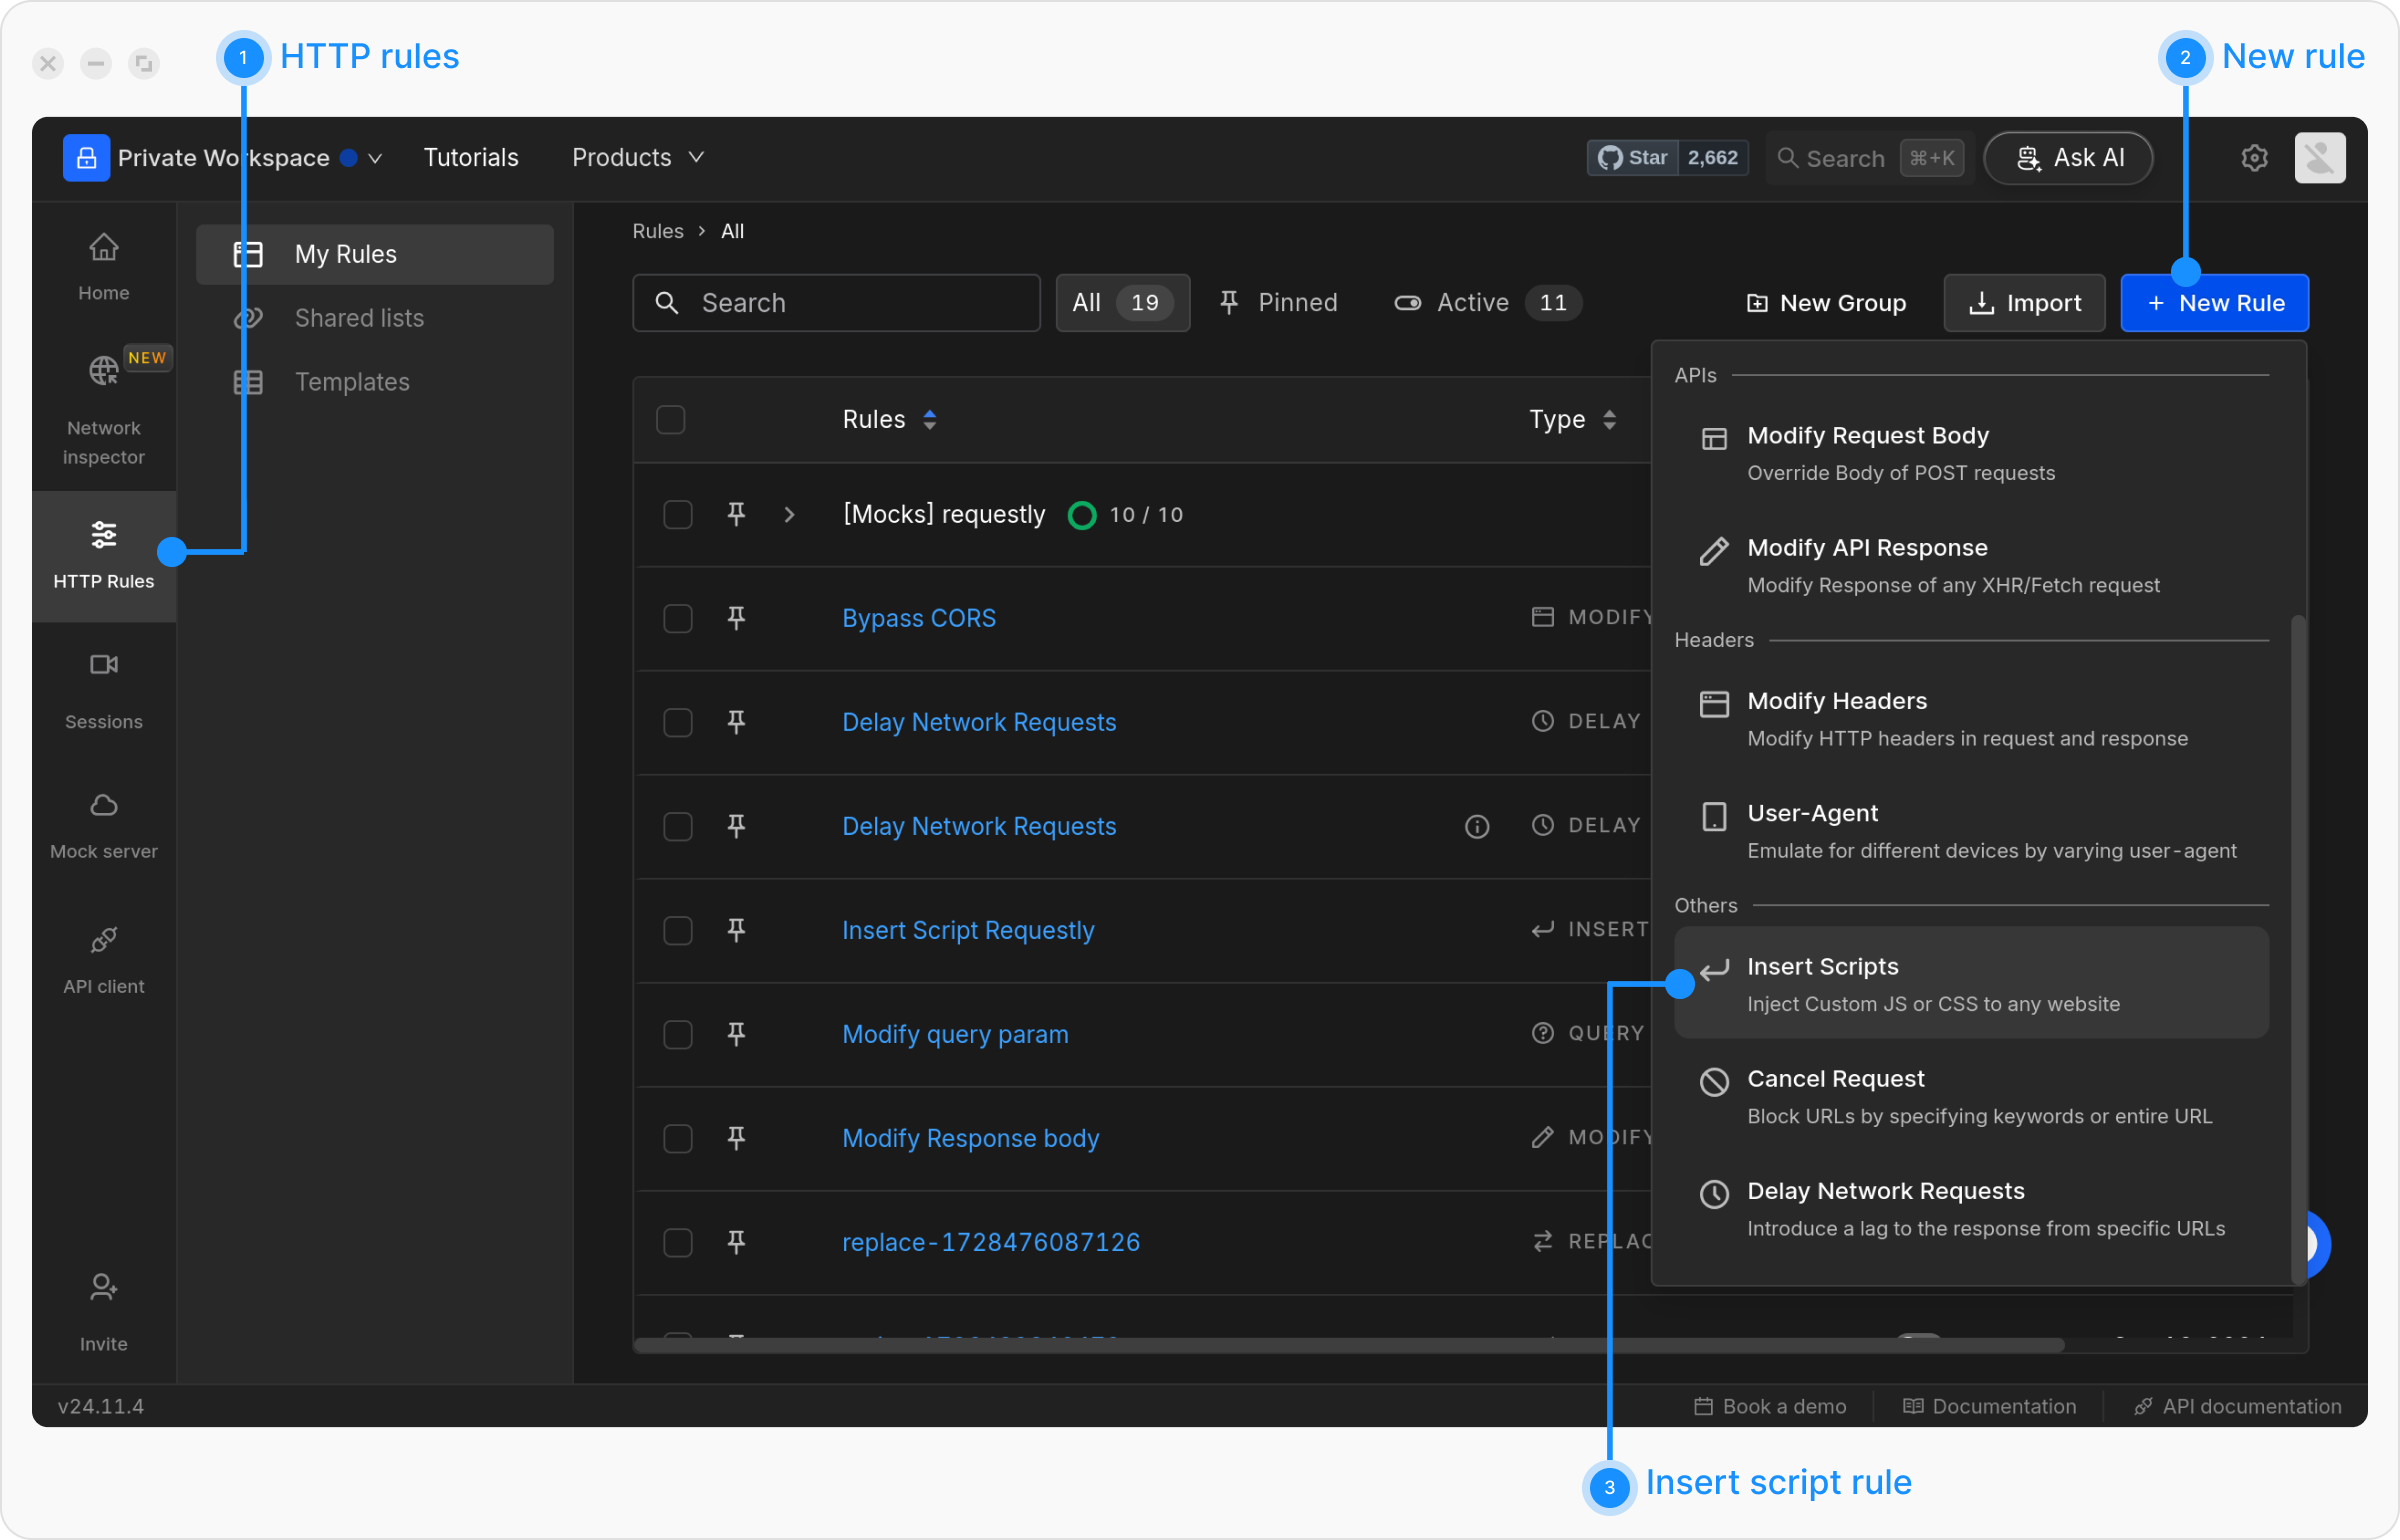 1 HTTP rules
2 New rule
Private Workspace
Tutorials
Products
Star 2,662
Search ⌘+K
Ask AI
Home
NEW
Network
inspector
HTTP Rules
Sessions
Mock server
API client
Invite
My Rules
Shared lists
Templates
Rules > All
Search
All 19
Pinned
Active 11
New Group
Import
+ New Rule
Rules
Type
[Mocks] requestly 10 / 10
Bypass CORS
MODIFY
Delay Network Requests
DELAY
Delay Network Requests
DELAY
Insert Script Requestly
INSERT
Modify query param
QUERY
Modify Response body
MODIFY
replace-1728476087126
REPLAC
APIs
Modify Request Body
Override Body of POST requests
Modify API Response
Modify Response of any XHR/Fetch request
Headers
Modify Headers
Modify HTTP headers in request and response
User-Agent
Emulate for different devices by varying user-agent
Others
Insert Scripts
Inject Custom JS or CSS to any website
Cancel Request
Block URLs by specifying keywords or entire URL
Delay Network Requests
Introduce a lag to the response from specific URLs
v24.11.4
Book a demo
Documentation
API documentation
3 Insert script rule